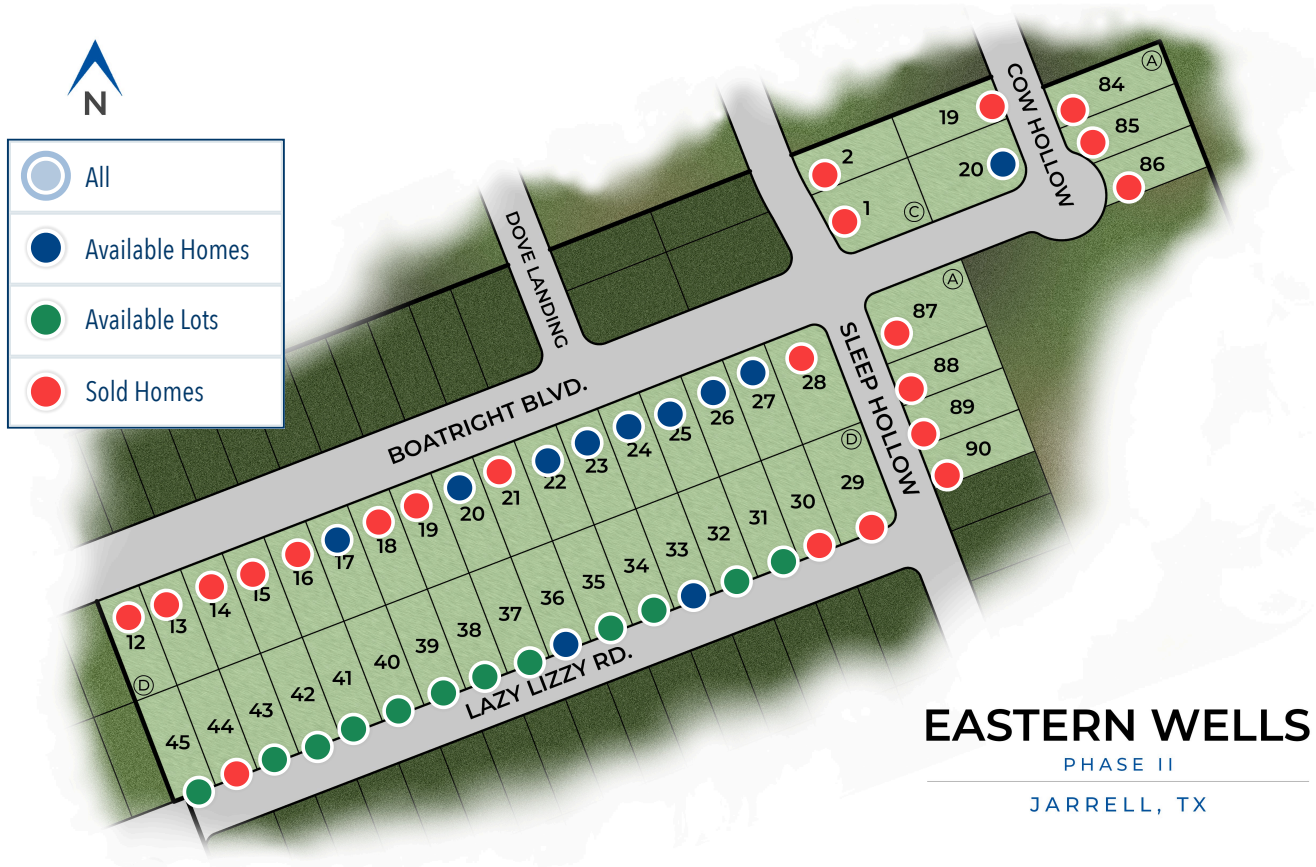 N
All
Available Homes
Available Lots
Sold Homes
COW HOLLOW
A
84
85
86
19
2
20
1
C
DOVE LANDING
A
87
88
89
90
SLEEP HOLLOW
BOATRIGHT BLVD.
28
27
26
25
24
23
22
21
20
19
18
17
16
15
14
13
12
D
29
30
31
32
33
34
35
36
37
38
39
40
41
42
43
44
45
D
LAZY LIZZY RD.
EASTERN WELLS
PHASE II
JARRELL, TX